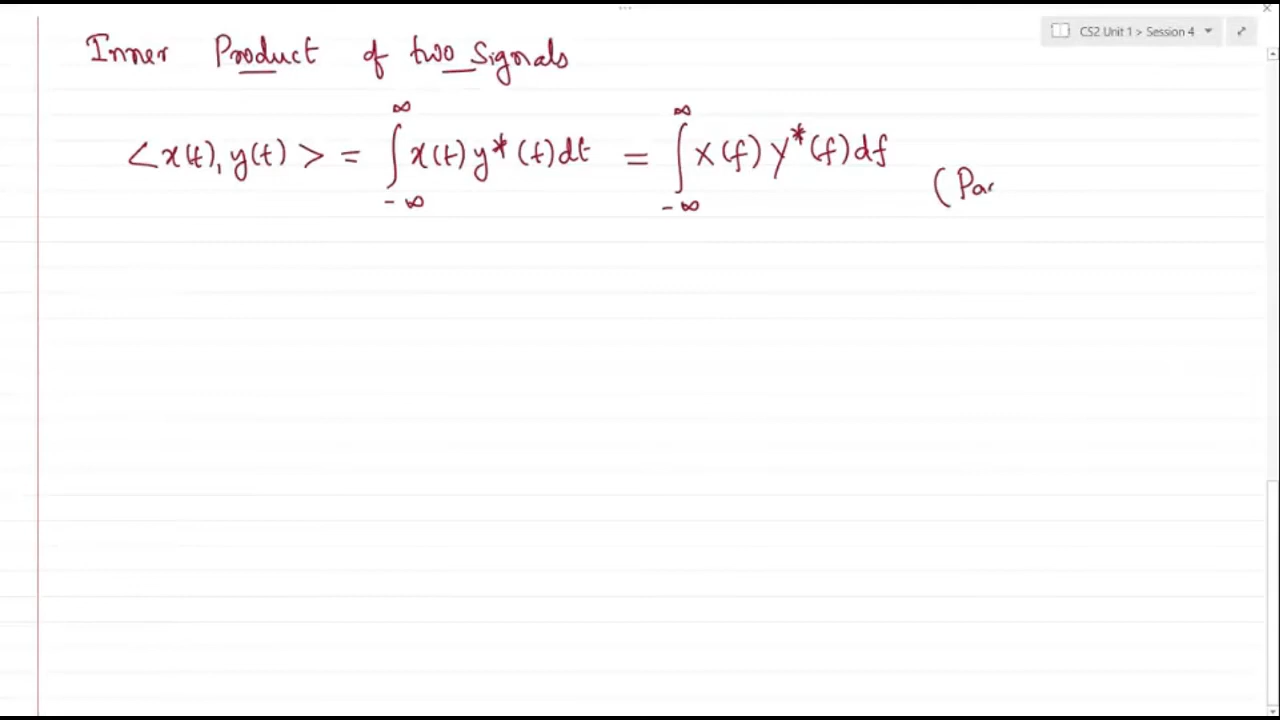 CS2 Unit 1 > Session 4
Inner Product of two Signals
<x(t), y(t)> = ∫_{-∞}^{∞} x(t) y*(t) dt = ∫_{-∞}^{∞} X(f) Y*(f) df
(Par